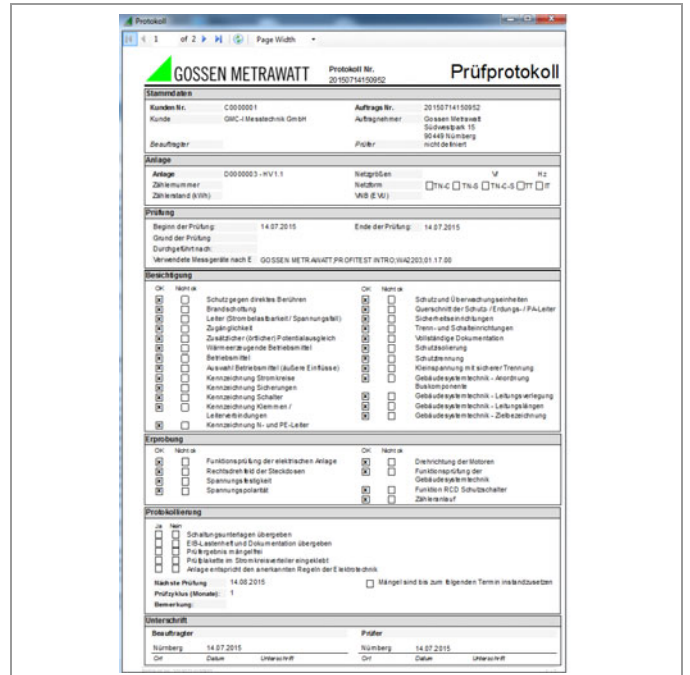 Protokoll
1 of 2 Page Width
GOSSEN METRAWATT
Protokoll Nr.
20150714150952
Prüfprotokoll
Stammdaten
Kunden Nr. C0000001 Auftrags Nr. 20150714150952
Kunde GMC-I Messtechnik GmbH Auftragnehmer Gossen Metrawatt
Südwestpark 15
90449 Nürnberg
Beauftragter Prüfer nicht definiert
Anlage
Anlage D0000003 - HV1.1 Netzgrößen V/ Hz
Zählernummer Netzform TN-C TN-S TN-C-S TT IT
Zählerstand (kWh) VNB (EVU)
Prüfung
Beginn der Prüfung: 14.07.2015 Ende der Prüfung: 14.07.2015
Grund der Prüfung
Durchgeführt nach:
Verwendete Messgeräte nach E GOSSEN METRAWATT;PROFITEST INTRO;WA2203;01.17.00
Besichtigung
OK Nicht ok OK Nicht ok
Schutz gegen direktes Berühren Schutz und Überwachungseinheiten
Brandschottung Querschnitt der Schutz- / Erdungs- / PA-Leiter
Leiter (Strombelastbarkeit / Spannungsfall) Sicherheitseinrichtungen
Zugänglichkeit Trenn- und Schalteinrichtungen
Zusätzlicher (örtlicher) Potentialausgleich Vollständige Dokumentation
Wärmeerzeugende Betriebsmittel Schutzisolierung
Betriebsmittel Schutztrennung
Auswahl Betriebsmittel (äußere Einflüsse) Kleinspannung mit sicherer Trennung
Kennzeichnung Stromkreise Gebäudesystemtechnik - Anordnung
Kennzeichnung Sicherungen Buskomponente
Kennzeichnung Schalter Gebäudesystemtechnik - Leitungsverlegung
Kennzeichnung Klemmen / Gebäudesystemtechnik - Leitungslängen
Leiterverbindungen Gebäudesystemtechnik - Zielbezeichnung
Kennzeichnung N- und PE-Leiter
Erprobung
OK Nicht ok OK Nicht ok
Funktionsprüfung der elektrischen Anlage Drehrichtung der Motoren
Rechtsdrehfeld der Steckdosen Funktionsprüfung der
Spannungsfestigkeit Gebäudesystemtechnik
Spannungspolarität Funktion RCD Schutzschalter
Zähleranlauf
Protokollierung
Ja Nein
Schaltungsunterlagen übergeben
EIB-Lastenheft und Dokumentation übergeben
Prüfergebnis mängelfrei
Prüfplakette im Stromkreisverteiler eingeklebt
Anlage entspricht den anerkannten Regeln der Elektrotechnik
Nächste Prüfung 14.08.2015 Mängel sind bis zum folgenden Termin instandzusetzen
Prüfzyklus (Monate): 1
Bemerkung:
Unterschrift
Beauftragter Prüfer
Nürnberg 14.07.2015 Nürnberg 14.07.2015
Ort Datum Unterschrift Ort Datum Unterschrift